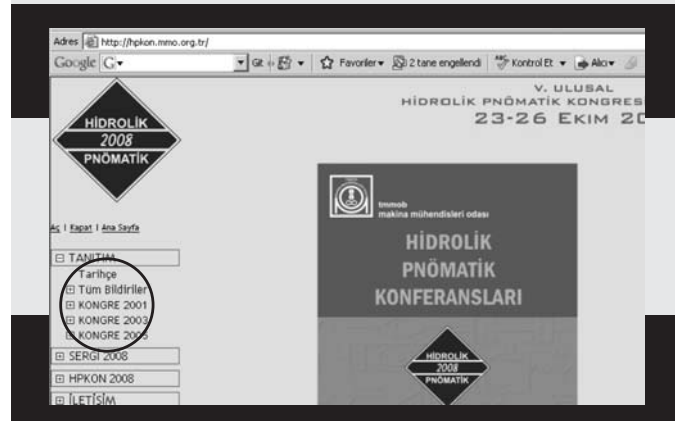 Adres http://hpkon.mmo.org.tr/
Google G Git Favoriler 2 tane engellendi Kontrol Et Alıcı
HİDROLİK
2008
PNÖMATİK
V. ULUSAL
HİDROLİK PNÖMATİK KONGRES
23-26 EKIM 20
Aç | Kapat | Ana Sayfa
tmmob
makina mühendisleri odası
HİDROLİK
PNÖMATİK
KONFERANSLARI
TANITIM
Tarihçe
Tüm Bildiriler
KONGRE 2001
KONGRE 2003
KONGRE 2005
SERGİ 2008
HPKON 2008
İLETİŞİM
HİDROLİK
2008
PNÖMATİK